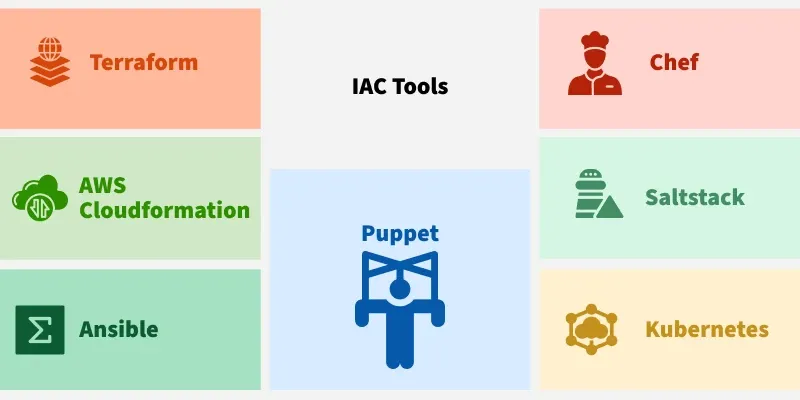 IAC Tools
Terraform
AWS
Cloudformation
Ansible
Puppet
Chef
Saltstack
Kubernetes